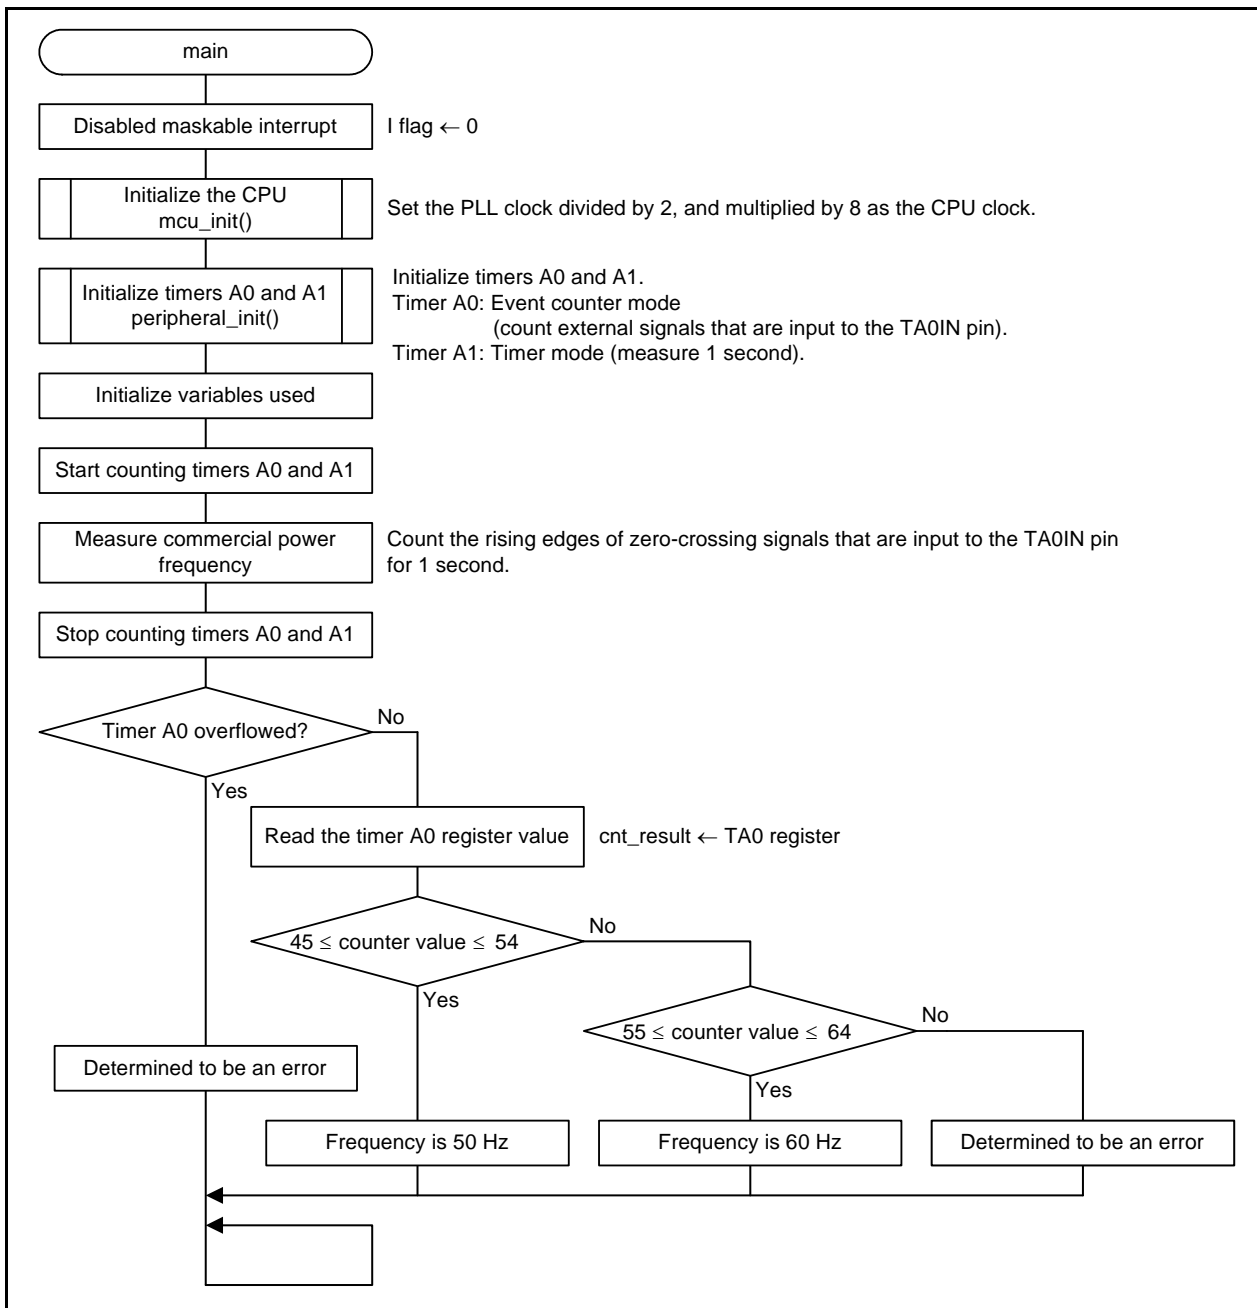 main
Disabled maskable interrupt
I flag ← 0
Initialize the CPU
mcu_init()
Set the PLL clock divided by 2, and multiplied by 8 as the CPU clock.
Initialize timers A0 and A1
peripheral_init()
Initialize timers A0 and A1.
Timer A0: Event counter mode
(count external signals that are input to the TA0IN pin).
Timer A1: Timer mode (measure 1 second).
Initialize variables used
Start counting timers A0 and A1
Measure commercial power
frequency
Count the rising edges of zero-crossing signals that are input to the TA0IN pin
for 1 second.
Stop counting timers A0 and A1
Timer A0 overflowed?
No
Yes
Read the timer A0 register value
cnt_result ← TA0 register
45 ≤ counter value ≤ 54
No
Yes
55 ≤ counter value ≤ 64
No
Yes
Determined to be an error
Frequency is 50 Hz
Frequency is 60 Hz
Determined to be an error